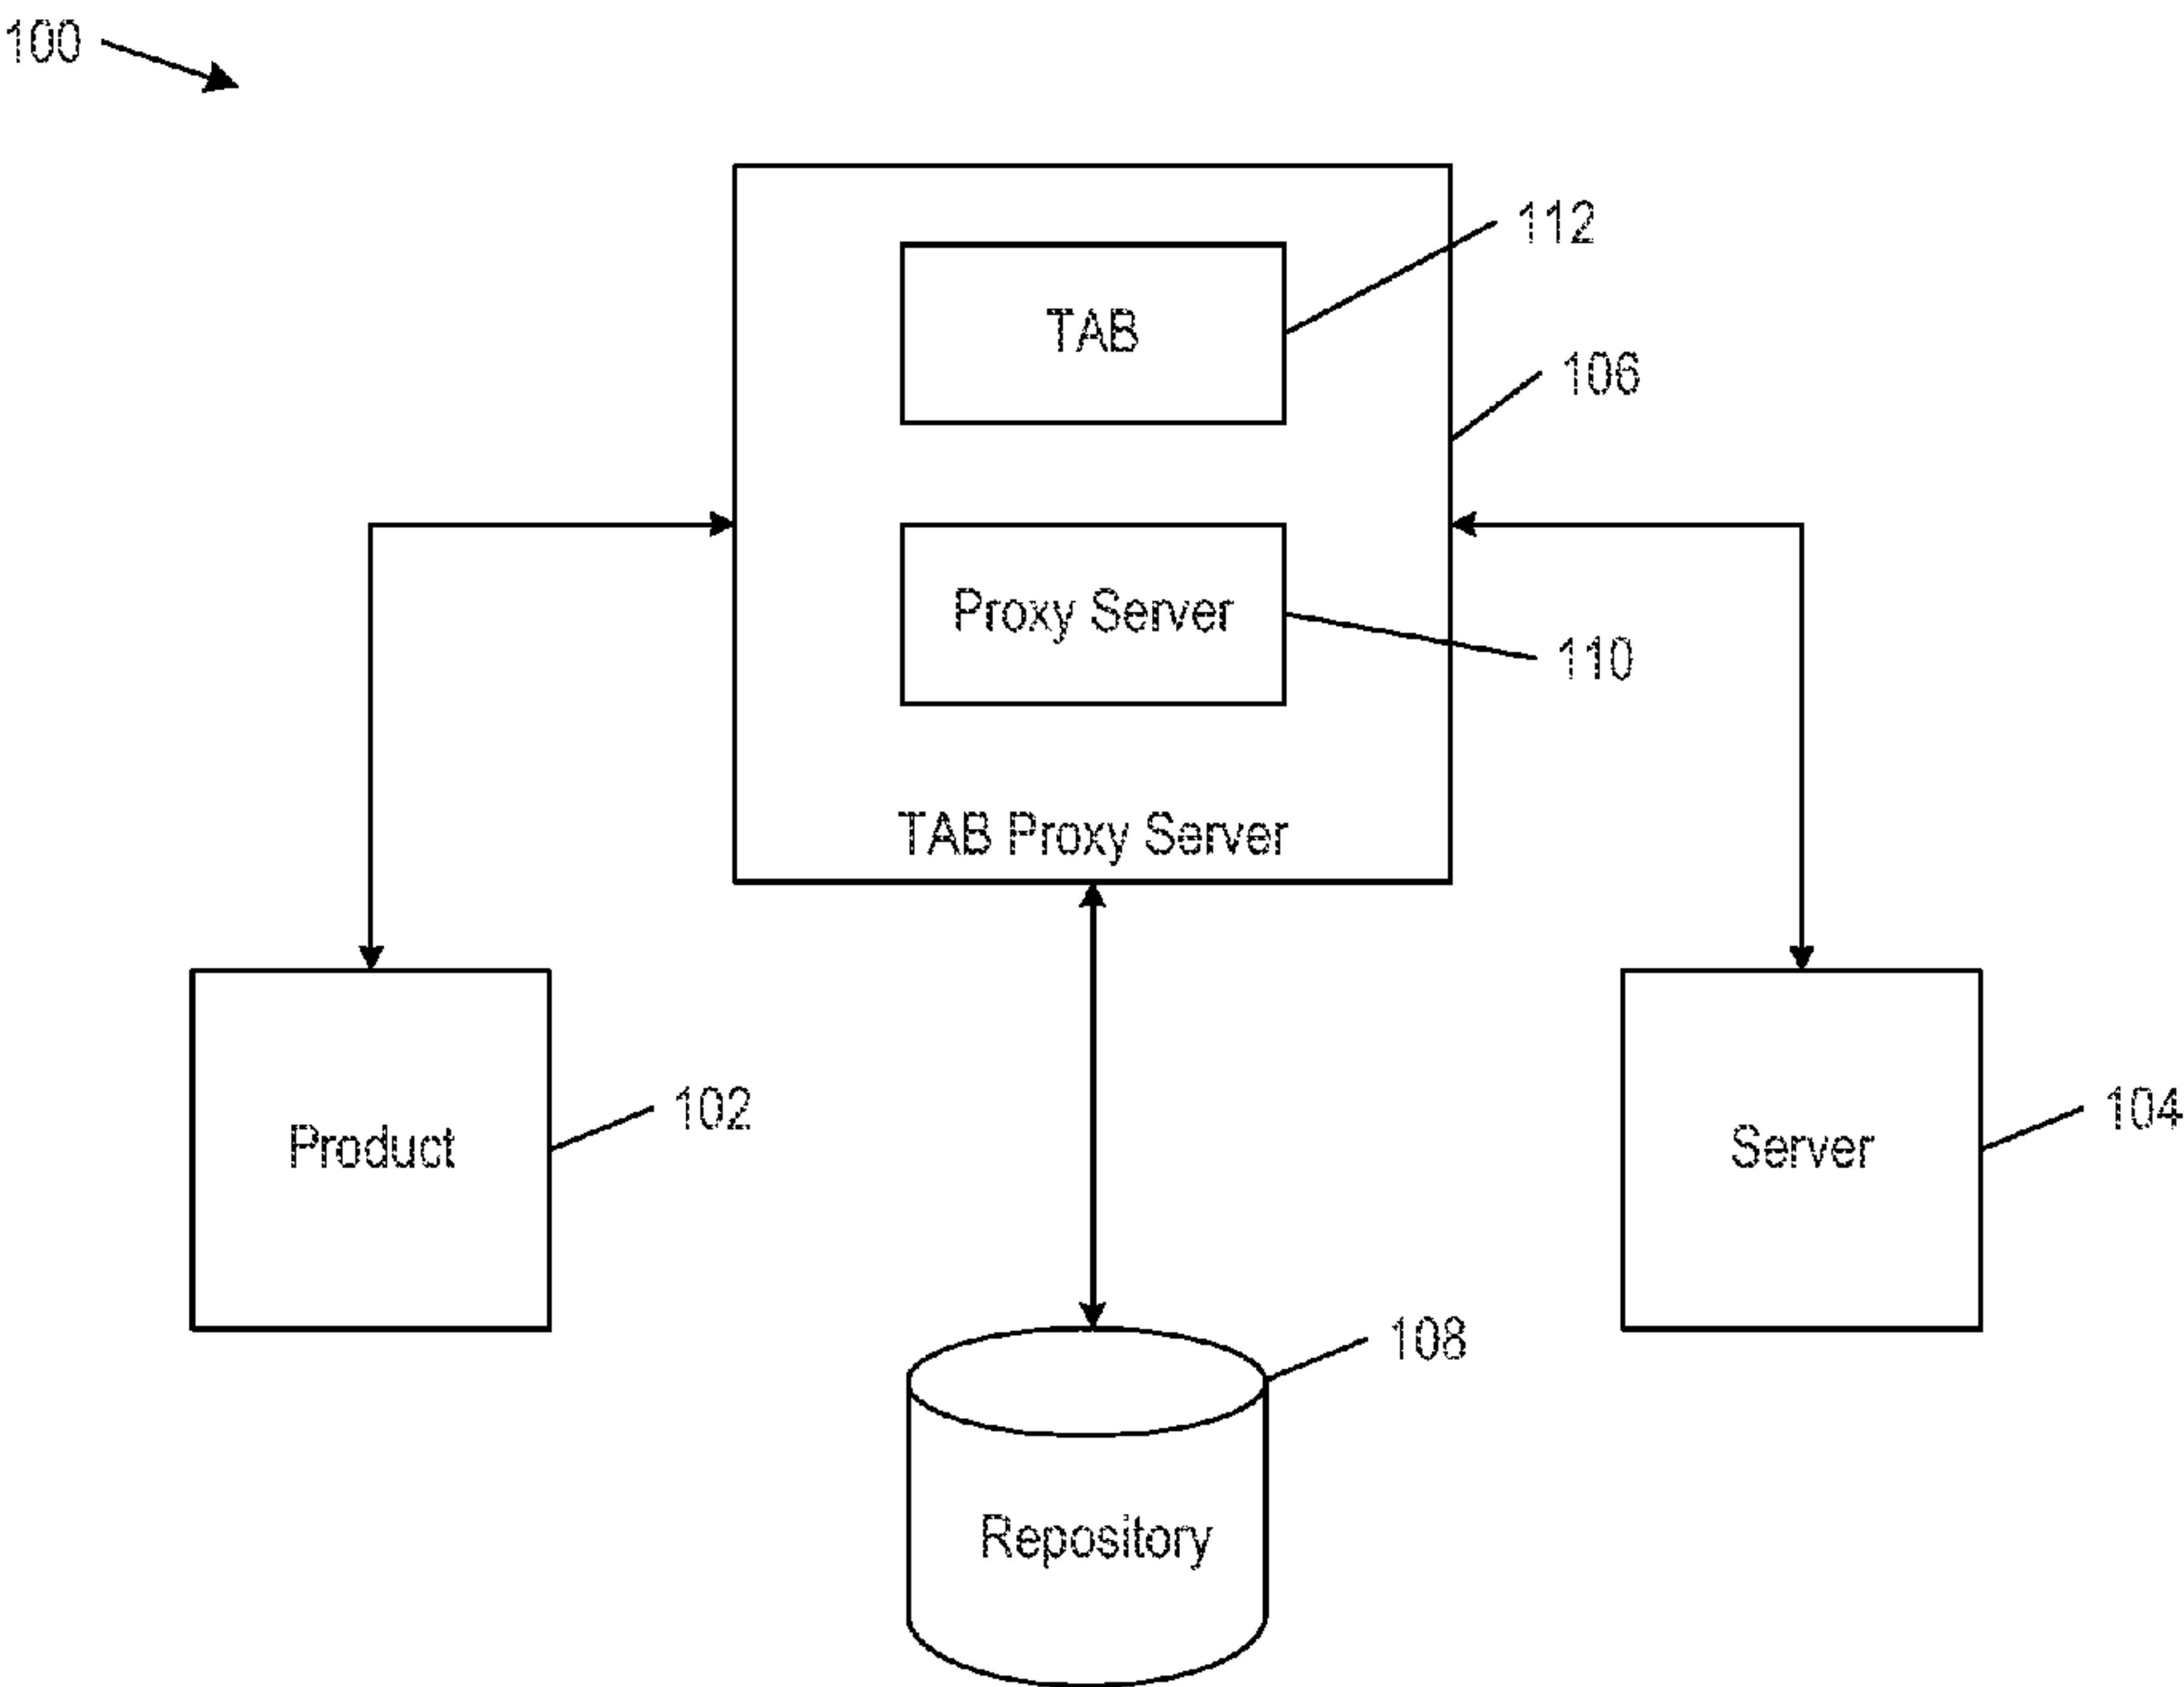 100
112
TAB
106
Proxy Server
110
TAB Proxy Server
102
Product
104
Server
108
Repository